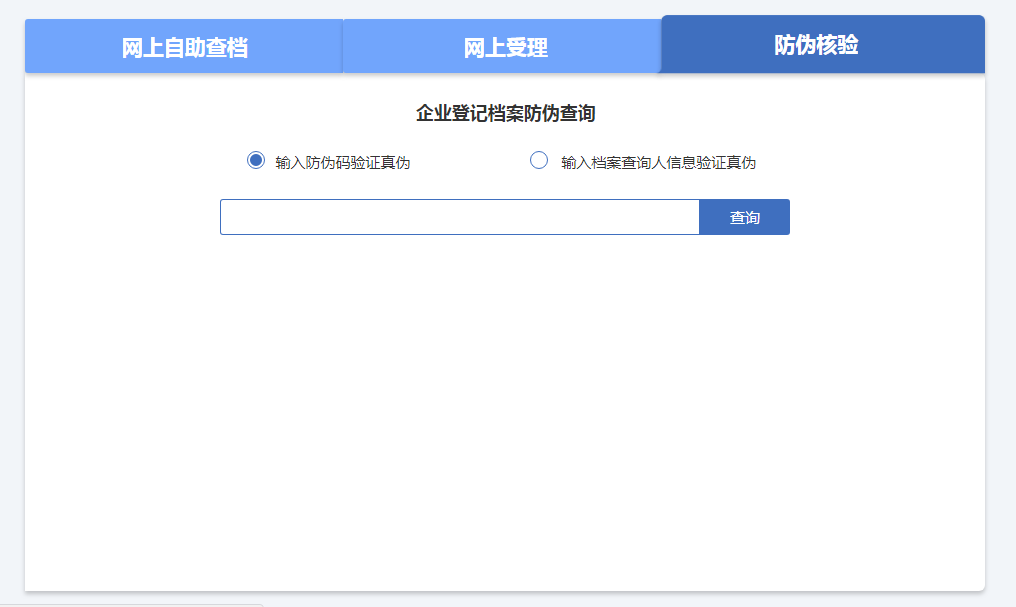 网上自助查档
网上受理
防伪核验
企业登记档案防伪查询
输入防伪码验证真伪
输入档案查询人信息验证真伪
查询